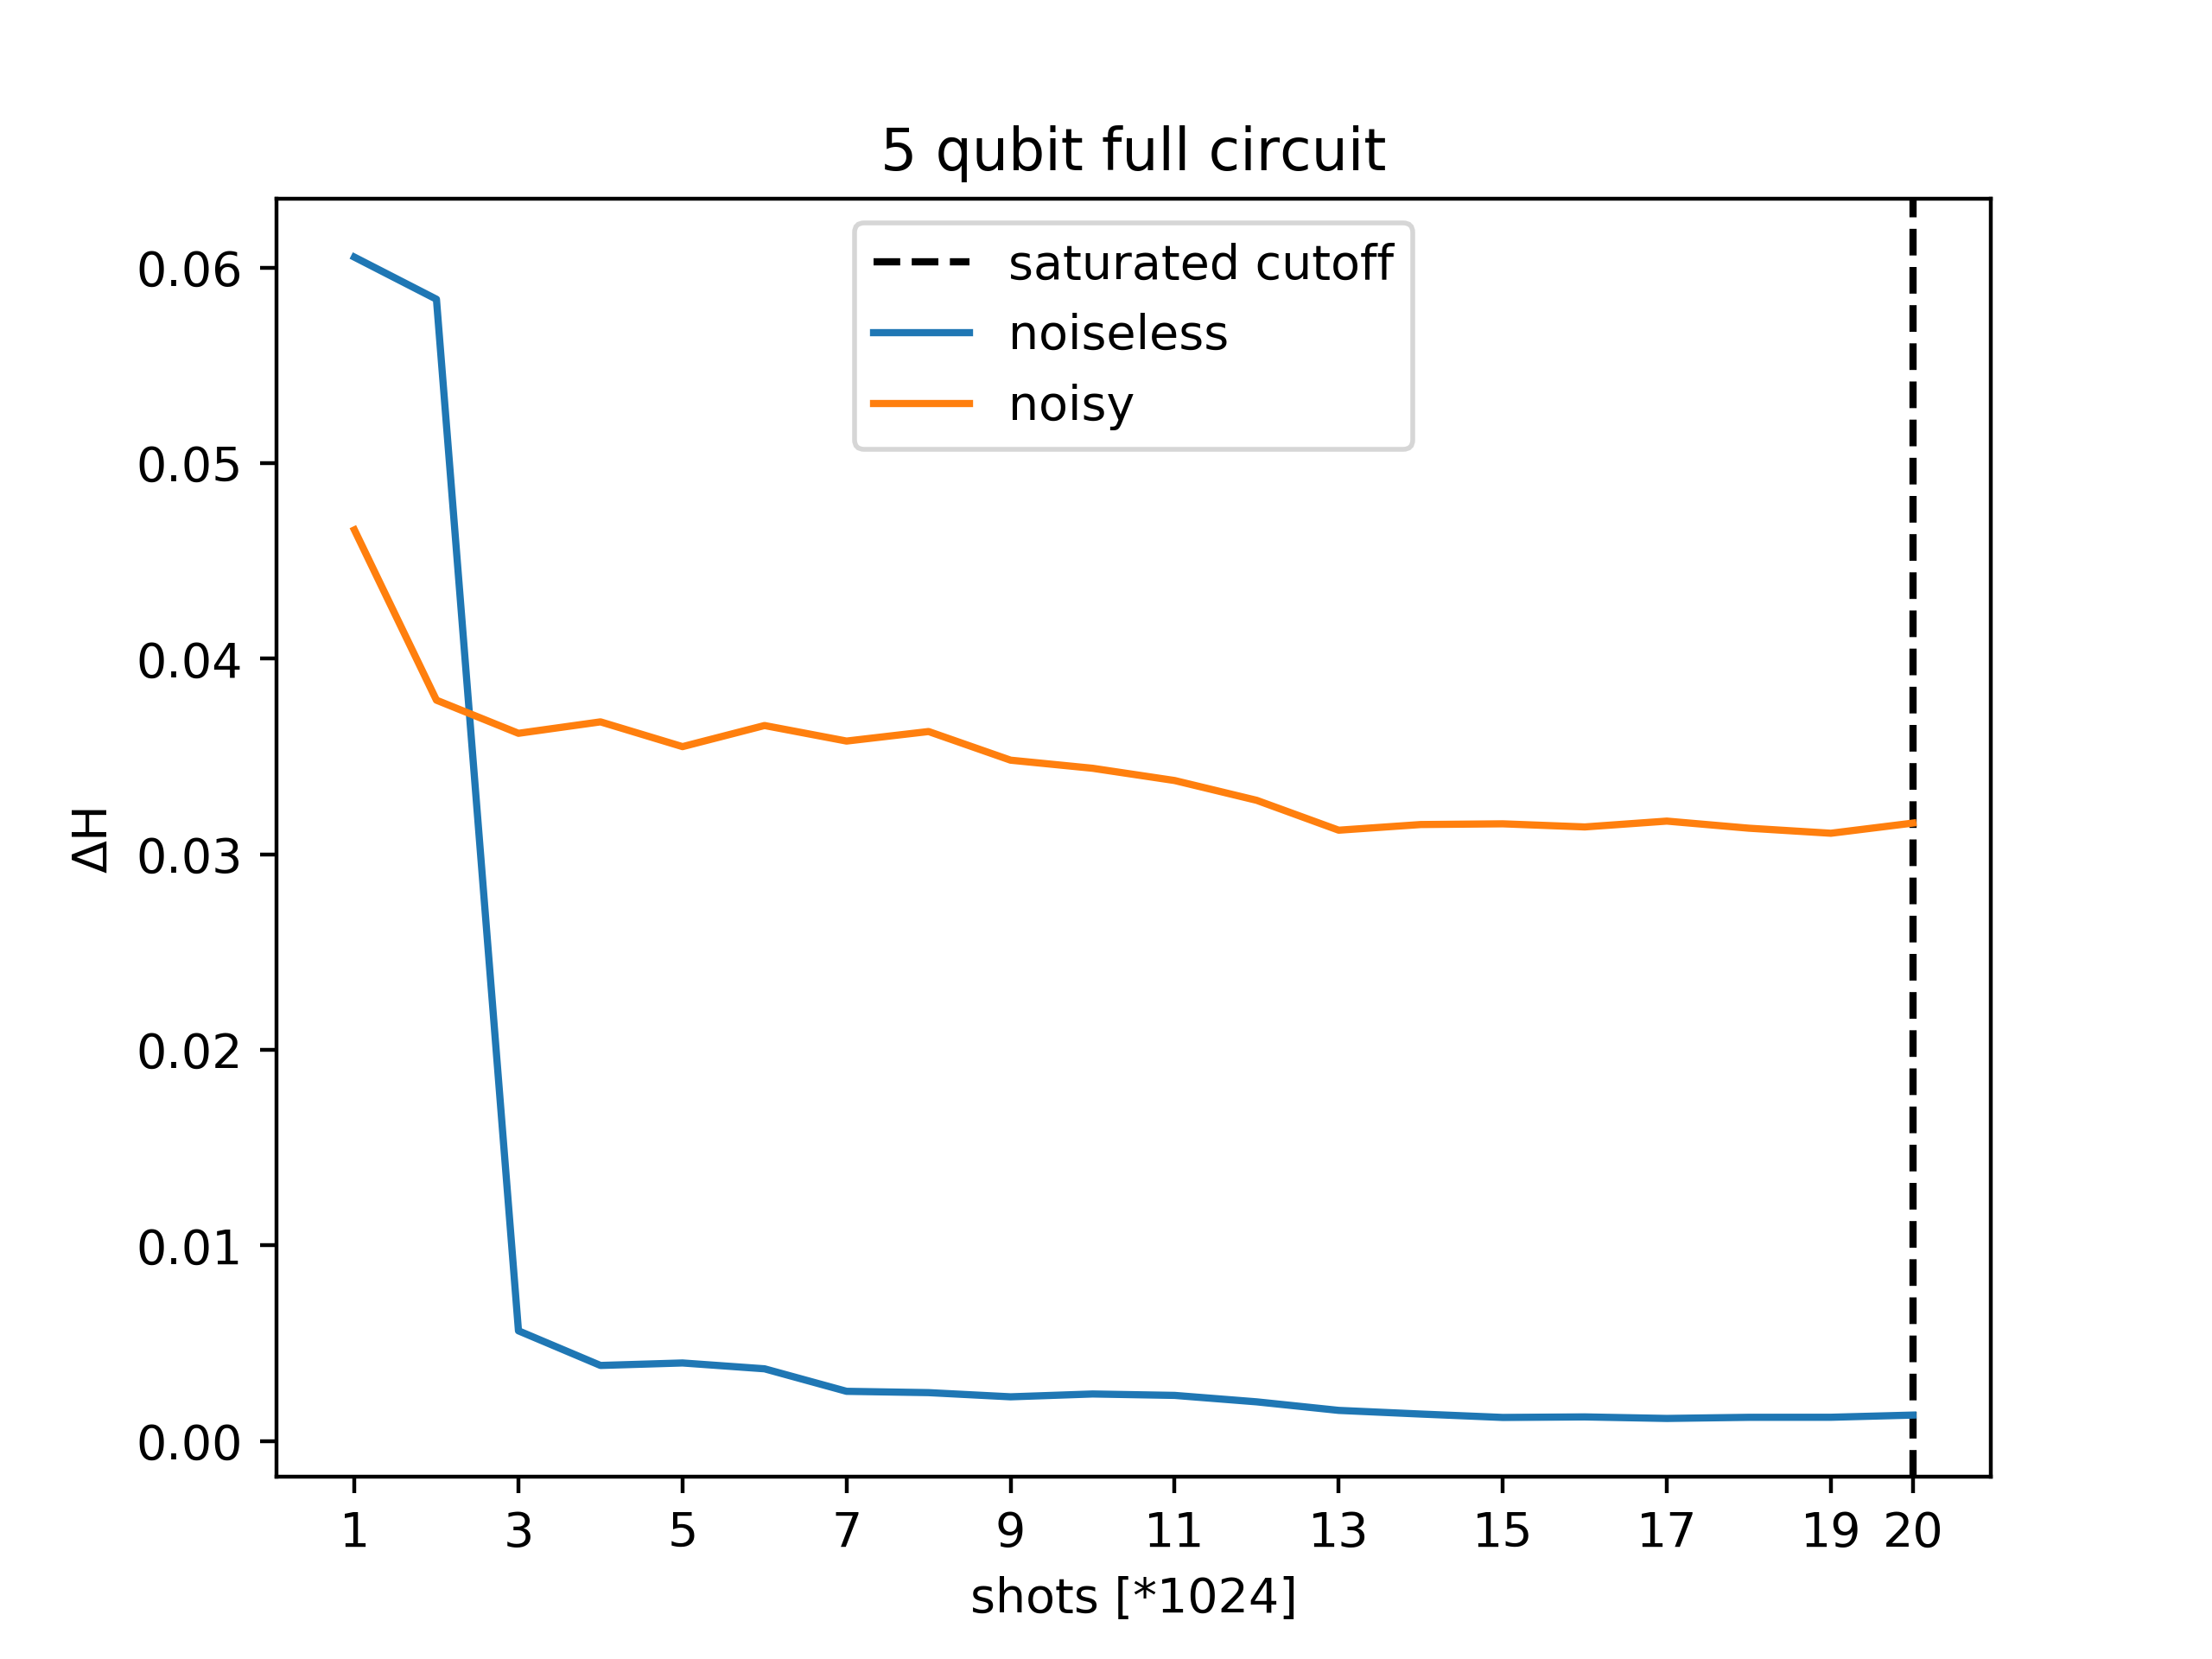 5 qubit full circuit
saturated cutoff
noiseless
noisy
0.06
0.05
0.04
0.03
0.02
0.01
0.00
ΔH
1 3 5 7 9 11 13 15 17 19 20
shots [*1024]